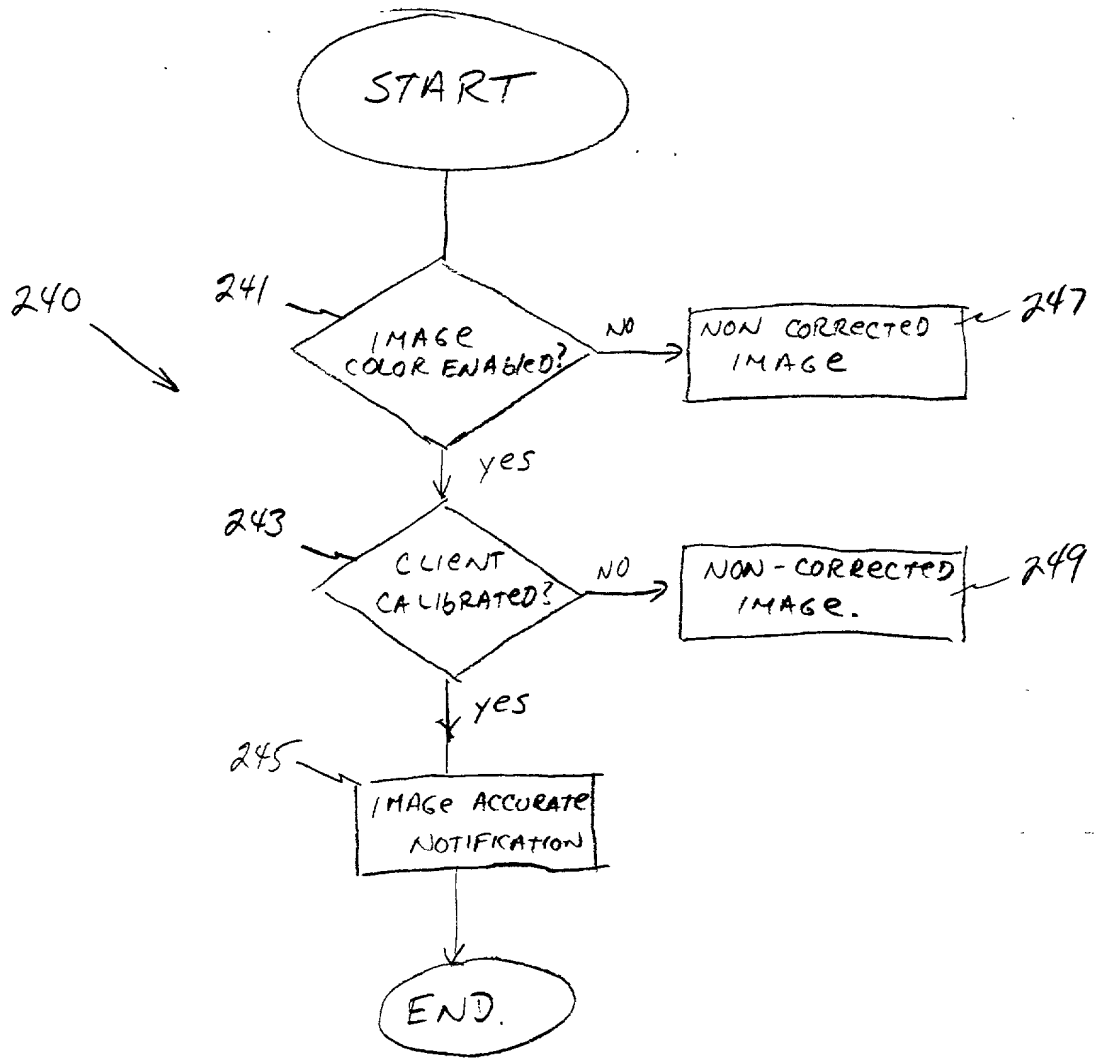 START
240
241
IMAGE
COLOR ENABLED?
NO
NON CORRECTED
IMAGE
247
yes
243
CLIENT
CALIBRATED?
NO
NON-CORRECTED
IMAGE.
249
yes
245
IMAGE ACCURATE
NOTIFICATION
END.